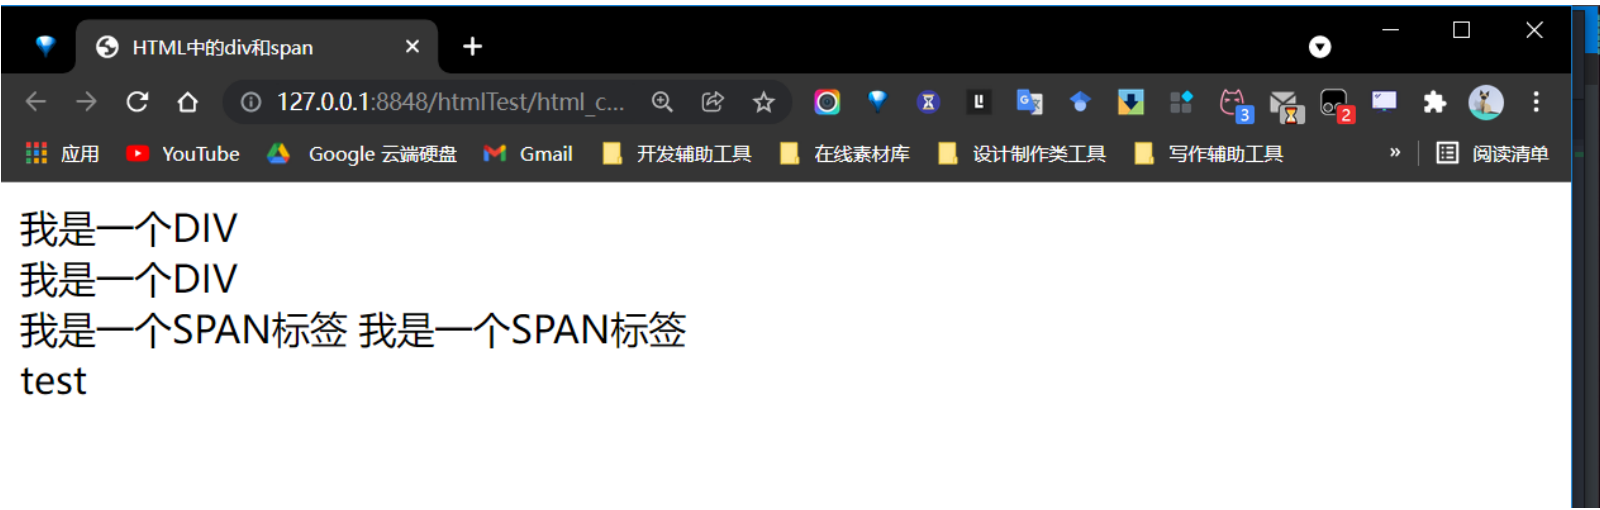 HTML中的div和span
127.0.0.1:8848/htmlTest/html_c...
3
2
应用 YouTube Google 云端硬盘 Gmail 开发辅助工具 在线素材库 设计制作类工具 写作辅助工具 » 阅读清单
我是一个DIV
我是一个DIV
我是一个SPAN标签 我是一个SPAN标签
test